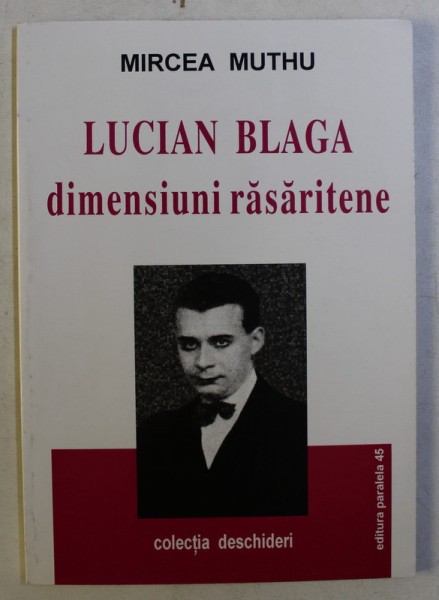 MIRCEA MUTHU
LUCIAN BLAGA
dimensiuni răsăritene
colecția deschideri
editura paralela 45